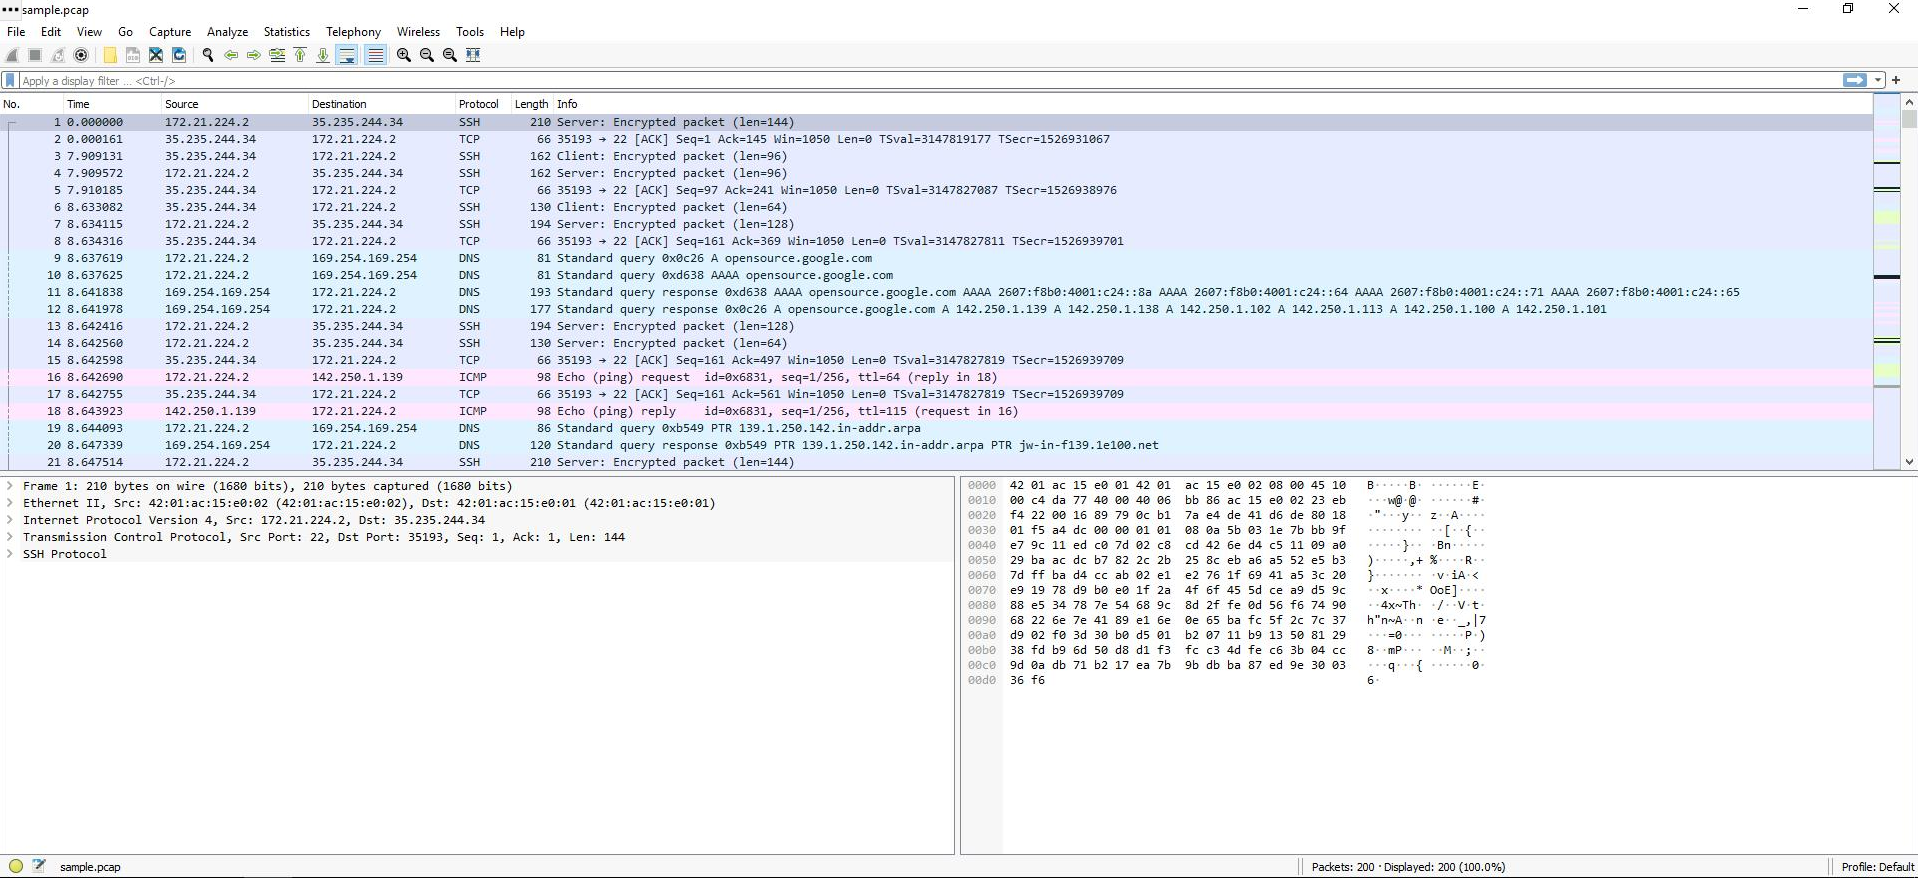 sample.pcap
File Edit View Go Capture Analyze Statistics Telephony Wireless Tools Help
Apply a display filter ... <Ctrl-/>
No. Time Source Destination Protocol Length Info
1 0.000000 172.21.224.2 35.235.244.34 SSH 210 Server: Encrypted packet (len=144)
2 0.000161 35.235.244.34 172.21.224.2 TCP 66 35193 → 22 [ACK] Seq=1 Ack=145 Win=1050 Len=0 TSval=3147819177 TSecr=1526931067
3 7.909131 35.235.244.34 172.21.224.2 SSH 162 Client: Encrypted packet (len=96)
4 7.909572 172.21.224.2 35.235.244.34 SSH 162 Server: Encrypted packet (len=96)
5 7.910185 35.235.244.34 172.21.224.2 TCP 66 35193 → 22 [ACK] Seq=97 Ack=241 Win=1050 Len=0 TSval=3147827087 TSecr=1526938976
6 8.633082 35.235.244.34 172.21.224.2 SSH 130 Client: Encrypted packet (len=64)
7 8.634115 172.21.224.2 35.235.244.34 SSH 194 Server: Encrypted packet (len=128)
8 8.634316 35.235.244.34 172.21.224.2 TCP 66 35193 → 22 [ACK] Seq=161 Ack=369 Win=1050 Len=0 TSval=3147827811 TSecr=1526939701
9 8.637619 172.21.224.2 169.254.169.254 DNS 81 Standard query 0x0c26 A opensource.google.com
10 8.637625 172.21.224.2 169.254.169.254 DNS 81 Standard query 0xd638 AAAA opensource.google.com
11 8.641838 169.254.169.254 172.21.224.2 DNS 193 Standard query response 0xd638 AAAA opensource.google.com AAAA 2607:f8b0:4001:c24::8a AAAA 2607:f8b0:4001:c24::64 AAAA 2607:f8b0:4001:c24::71 AAAA 2607:f8b0:4001:c24::65
12 8.641978 169.254.169.254 172.21.224.2 DNS 177 Standard query response 0x0c26 A opensource.google.com A 142.250.1.139 A 142.250.1.138 A 142.250.1.102 A 142.250.1.113 A 142.250.1.100 A 142.250.1.101
13 8.642416 172.21.224.2 35.235.244.34 SSH 194 Server: Encrypted packet (len=128)
14 8.642560 172.21.224.2 35.235.244.34 SSH 130 Server: Encrypted packet (len=64)
15 8.642598 35.235.244.34 172.21.224.2 TCP 66 35193 → 22 [ACK] Seq=161 Ack=497 Win=1050 Len=0 TSval=3147827819 TSecr=1526939709
16 8.642690 172.21.224.2 142.250.1.139 ICMP 98 Echo (ping) request id=0x6831, seq=1/256, ttl=64 (reply in 18)
17 8.642755 35.235.244.34 172.21.224.2 TCP 66 35193 → 22 [ACK] Seq=161 Ack=561 Win=1050 Len=0 TSval=3147827819 TSecr=1526939709
18 8.643923 142.250.1.139 172.21.224.2 ICMP 98 Echo (ping) reply id=0x6831, seq=1/256, ttl=115 (request in 16)
19 8.644093 172.21.224.2 169.254.169.254 DNS 86 Standard query 0xb549 PTR 139.1.250.142.in-addr.arpa
20 8.647339 169.254.169.254 172.21.224.2 DNS 120 Standard query response 0xb549 PTR 139.1.250.142.in-addr.arpa PTR jw-in-f139.1e100.net
21 8.647514 172.21.224.2 35.235.244.34 SSH 210 Server: Encrypted packet (len=144)
Frame 1: 210 bytes on wire (1680 bits), 210 bytes captured (1680 bits)
Ethernet II, Src: 42:01:ac:15:e0:02 (42:01:ac:15:e0:02), Dst: 42:01:ac:15:e0:01 (42:01:ac:15:e0:01)
Internet Protocol Version 4, Src: 172.21.224.2, Dst: 35.235.244.34
Transmission Control Protocol, Src Port: 22, Dst Port: 35193, Seq: 1, Ack: 1, Len: 144
SSH Protocol
0000 42 01 ac 15 e0 01 42 01 ac 15 e0 02 08 00 45 10 B·····B· ······E·
0010 00 c4 da 77 40 00 40 06 bb 86 ac 15 e0 02 23 eb ···w@·@· ······#·
0020 f4 22 00 16 89 79 0c b1 7a e4 de 41 d6 de 80 18 ·"···y·· z··A····
0030 01 f5 a4 dc 00 00 01 01 08 0a 5b 03 1e 7b bb 9f ········ ··[··{··
0040 e7 9c 11 ed c0 7d 02 c8 cd 42 6e d4 c5 11 09 a0 ·····}·· ·Bn·····
0050 29 ba ac dc b7 82 2c 2b 25 8c eb a6 a5 52 e5 b3 )·····,+ %····R··
0060 7d ff ba d4 cc ab 02 e1 e2 76 1f 69 41 a5 3c 20 }······· ·v·iA·<
0070 e9 19 78 d9 b0 e0 1f 2a 4f 6f 45 5d ce a9 d5 9c ··x····* OoE]····
0080 88 e5 34 78 7e 54 68 9c 8d 2f fe 0d 56 f6 74 90 ··4x~Th· ·/··V·t·
0090 68 22 6e 7e 41 89 e1 6e 0e 65 ba fc 5f 2c 7c 37 h"n~A··n ·e··_,|7
00a0 d9 02 f0 3d 30 b0 d5 01 b2 07 11 b9 13 50 81 29 ···=0··· ·····P·)
00b0 38 fd b9 6d 50 d8 d1 f3 fc c3 4d fe c6 3b 04 cc 8··mP··· ··M··;··
00c0 9d 0a db 71 b2 17 ea 7b 9b db ba 87 ed 9e 30 03 ···q···{ ······0·
00d0 36 f6 6·
sample.pcap Packets: 200 · Displayed: 200 (100.0%) Profile: Default